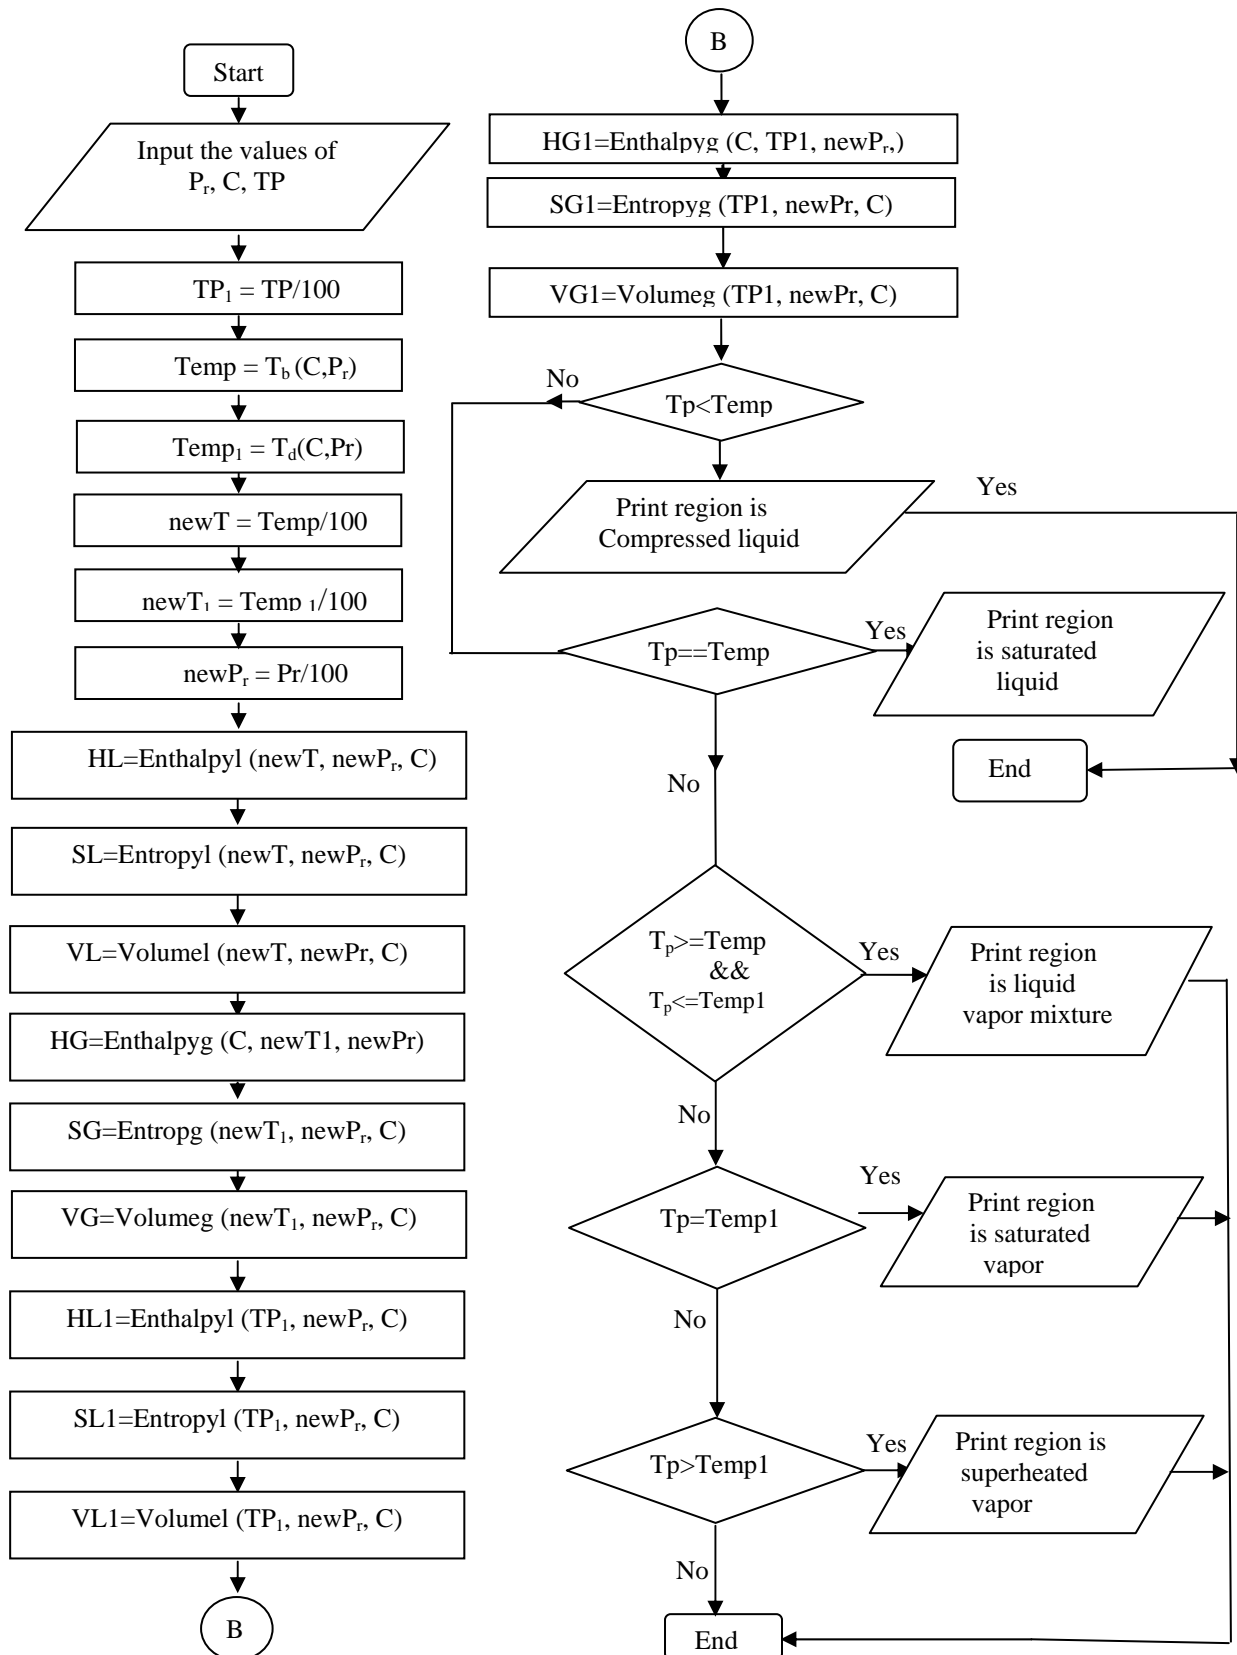 Start
Input the values of
Pr, C, TP
TP1 = TP/100
Temp = Tb (C,Pr)
Temp1 = Td(C,Pr)
newT = Temp/100
newT1 = Temp 1/100
newPr = Pr/100
HL=Enthalpyl (newT, newPr, C)
SL=Entropyl (newT, newPr, C)
VL=Volumel (newT, newPr, C)
HG=Enthalpyg (C, newT1, newPr)
SG=Entropg (newT1, newPr, C)
VG=Volumeg (newT1, newPr, C)
HL1=Enthalpyl (TP1, newPr, C)
SL1=Entropyl (TP1, newPr, C)
VL1=Volumel (TP1, newPr, C)
B
B
HG1=Enthalpyg (C, TP1, newPr,)
SG1=Entropyg (TP1, newPr, C)
VG1=Volumeg (TP1, newPr, C)
No
Tp<Temp
Print region is
Compressed liquid
Yes
Tp==Temp
Yes
Print region
is saturated
liquid
End
No
Tp>=Temp
&&
Tp<=Temp1
Yes
Print region
is liquid
vapor mixture
No
Tp=Temp1
Yes
Print region
is saturated
vapor
No
Tp>Temp1
Yes
Print region is
superheated
vapor
No
End